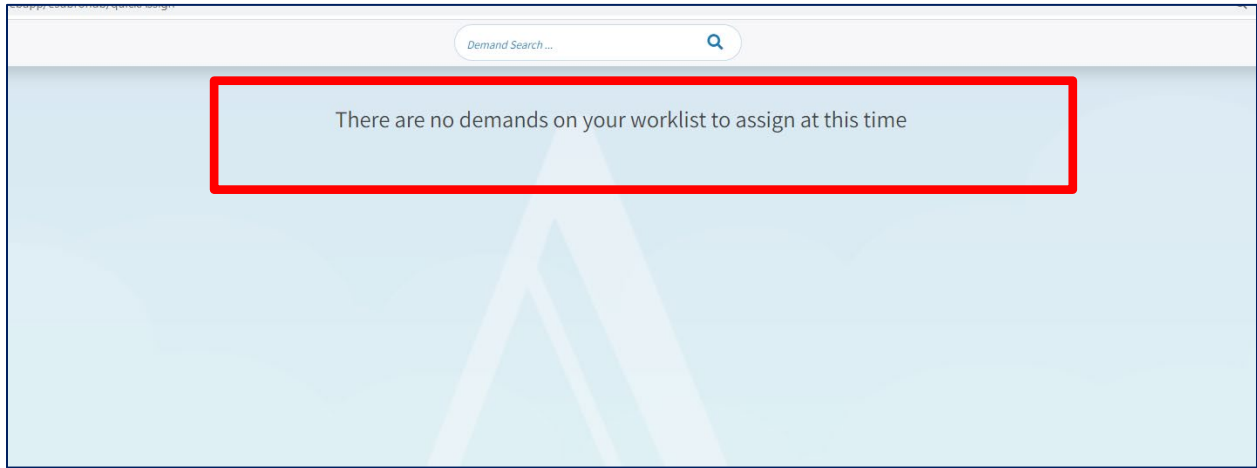 Demand Search ...
There are no demands on your worklist to assign at this time